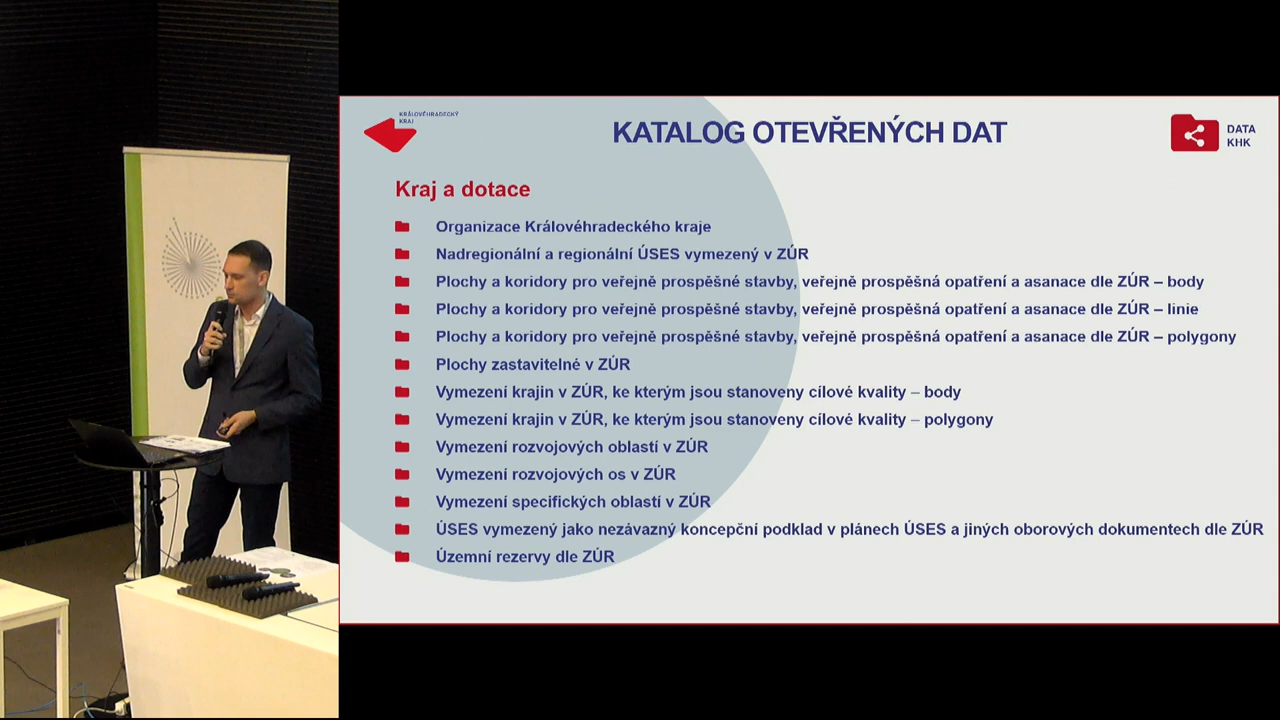 KRÁLOVÉHRADECKÝ
KRAJ
KATALOG OTEVŘENÝCH DAT
DATA
KHK
Kraj a dotace
Organizace Královéhradeckého kraje
Nadregionální a regionální ÚSES vymezený v ZÚR
Plochy a koridory pro veřejně prospěšné stavby, veřejně prospěšná opatření a asanace dle ZÚR – body
Plochy a koridory pro veřejně prospěšné stavby, veřejně prospěšná opatření a asanace dle ZÚR – linie
Plochy a koridory pro veřejně prospěšné stavby, veřejně prospěšná opatření a asanace dle ZÚR – polygony
Plochy zastavitelné v ZÚR
Vymezení krajin v ZÚR, ke kterým jsou stanoveny cílové kvality – body
Vymezení krajin v ZÚR, ke kterým jsou stanoveny cílové kvality – polygony
Vymezení rozvojových oblastí v ZÚR
Vymezení rozvojových os v ZÚR
Vymezení specifických oblastí v ZÚR
ÚSES vymezený jako nezávazný koncepční podklad v plánech ÚSES a jiných oborových dokumentech dle ZÚR
Územní rezervy dle ZÚR